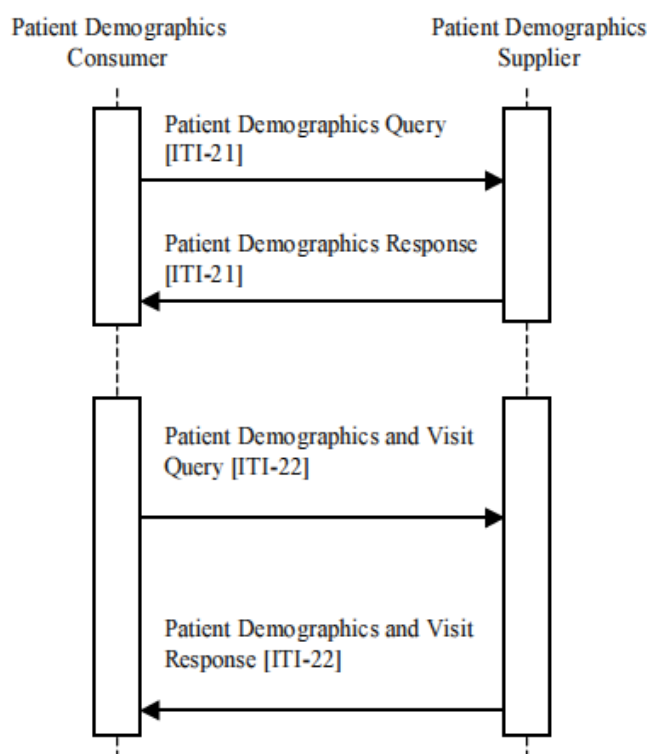 Patient Demographics
Consumer
Patient Demographics
Supplier
Patient Demographics Query
[ITI-21]
Patient Demographics Response
[ITI-21]
Patient Demographics and Visit
Query [ITI-22]
Patient Demographics and Visit
Response [ITI-22]